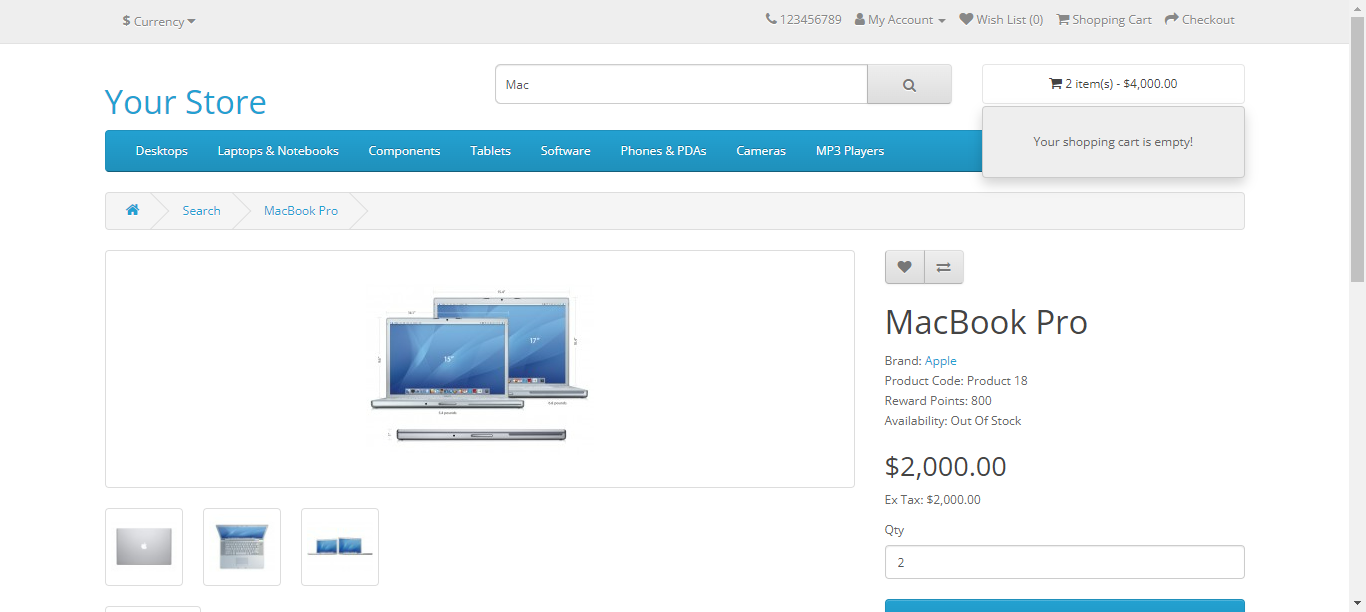 $ Currency
123456789 My Account Wish List (0) Shopping Cart Checkout
Your Store
Mac
2 item(s) - $4,000.00
Your shopping cart is empty!
Desktops Laptops & Notebooks Components Tablets Software Phones & PDAs Cameras MP3 Players
Search MacBook Pro
15"
17"
MacBook Pro
Brand: Apple
Product Code: Product 18
Reward Points: 800
Availability: Out Of Stock
$2,000.00
Ex Tax: $2,000.00
Qty
2